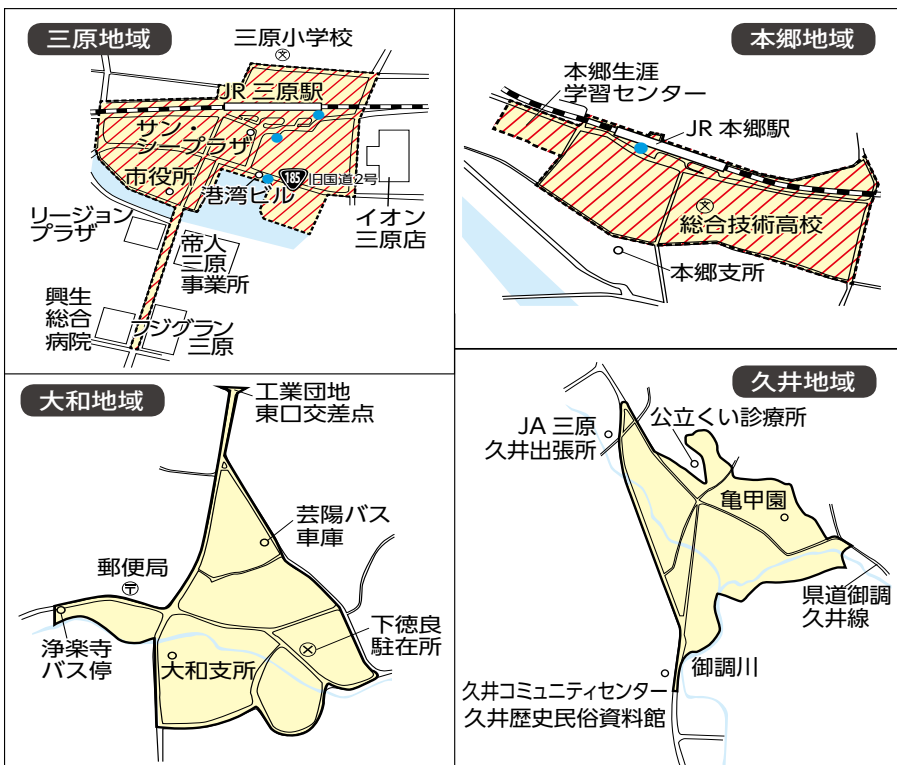 三原地域
三原小学校
JR 三原駅
サン・
シープラザ
市役所
港湾ビル
185
旧国道2号
リージョン
プラザ
帝人
三原
事業所
イオン
三原店
興生
総合
病院
フジグラン
三原
本郷地域
本郷生涯
学習センター
JR 本郷駅
総合技術高校
本郷支所
大和地域
工業団地
東口交差点
芸陽バス
車庫
郵便局
浄楽寺
バス停
大和支所
下徳良
駐在所
久井地域
JA 三原
久井出張所
公立くい診療所
亀甲園
県道御調
久井線
御調川
久井コミュニティセンター
久井歴史民俗資料館